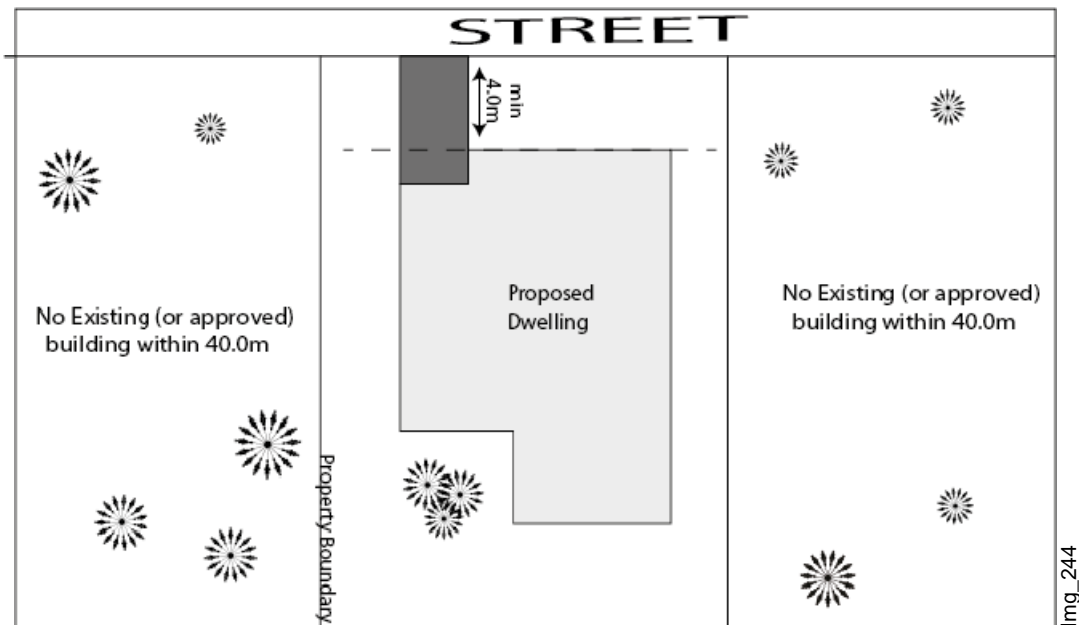 STREET
min
4.0m
No Existing (or approved)
building within 40.0m
Proposed
Dwelling
No Existing (or approved)
building within 40.0m
Property Boundary
Img_244